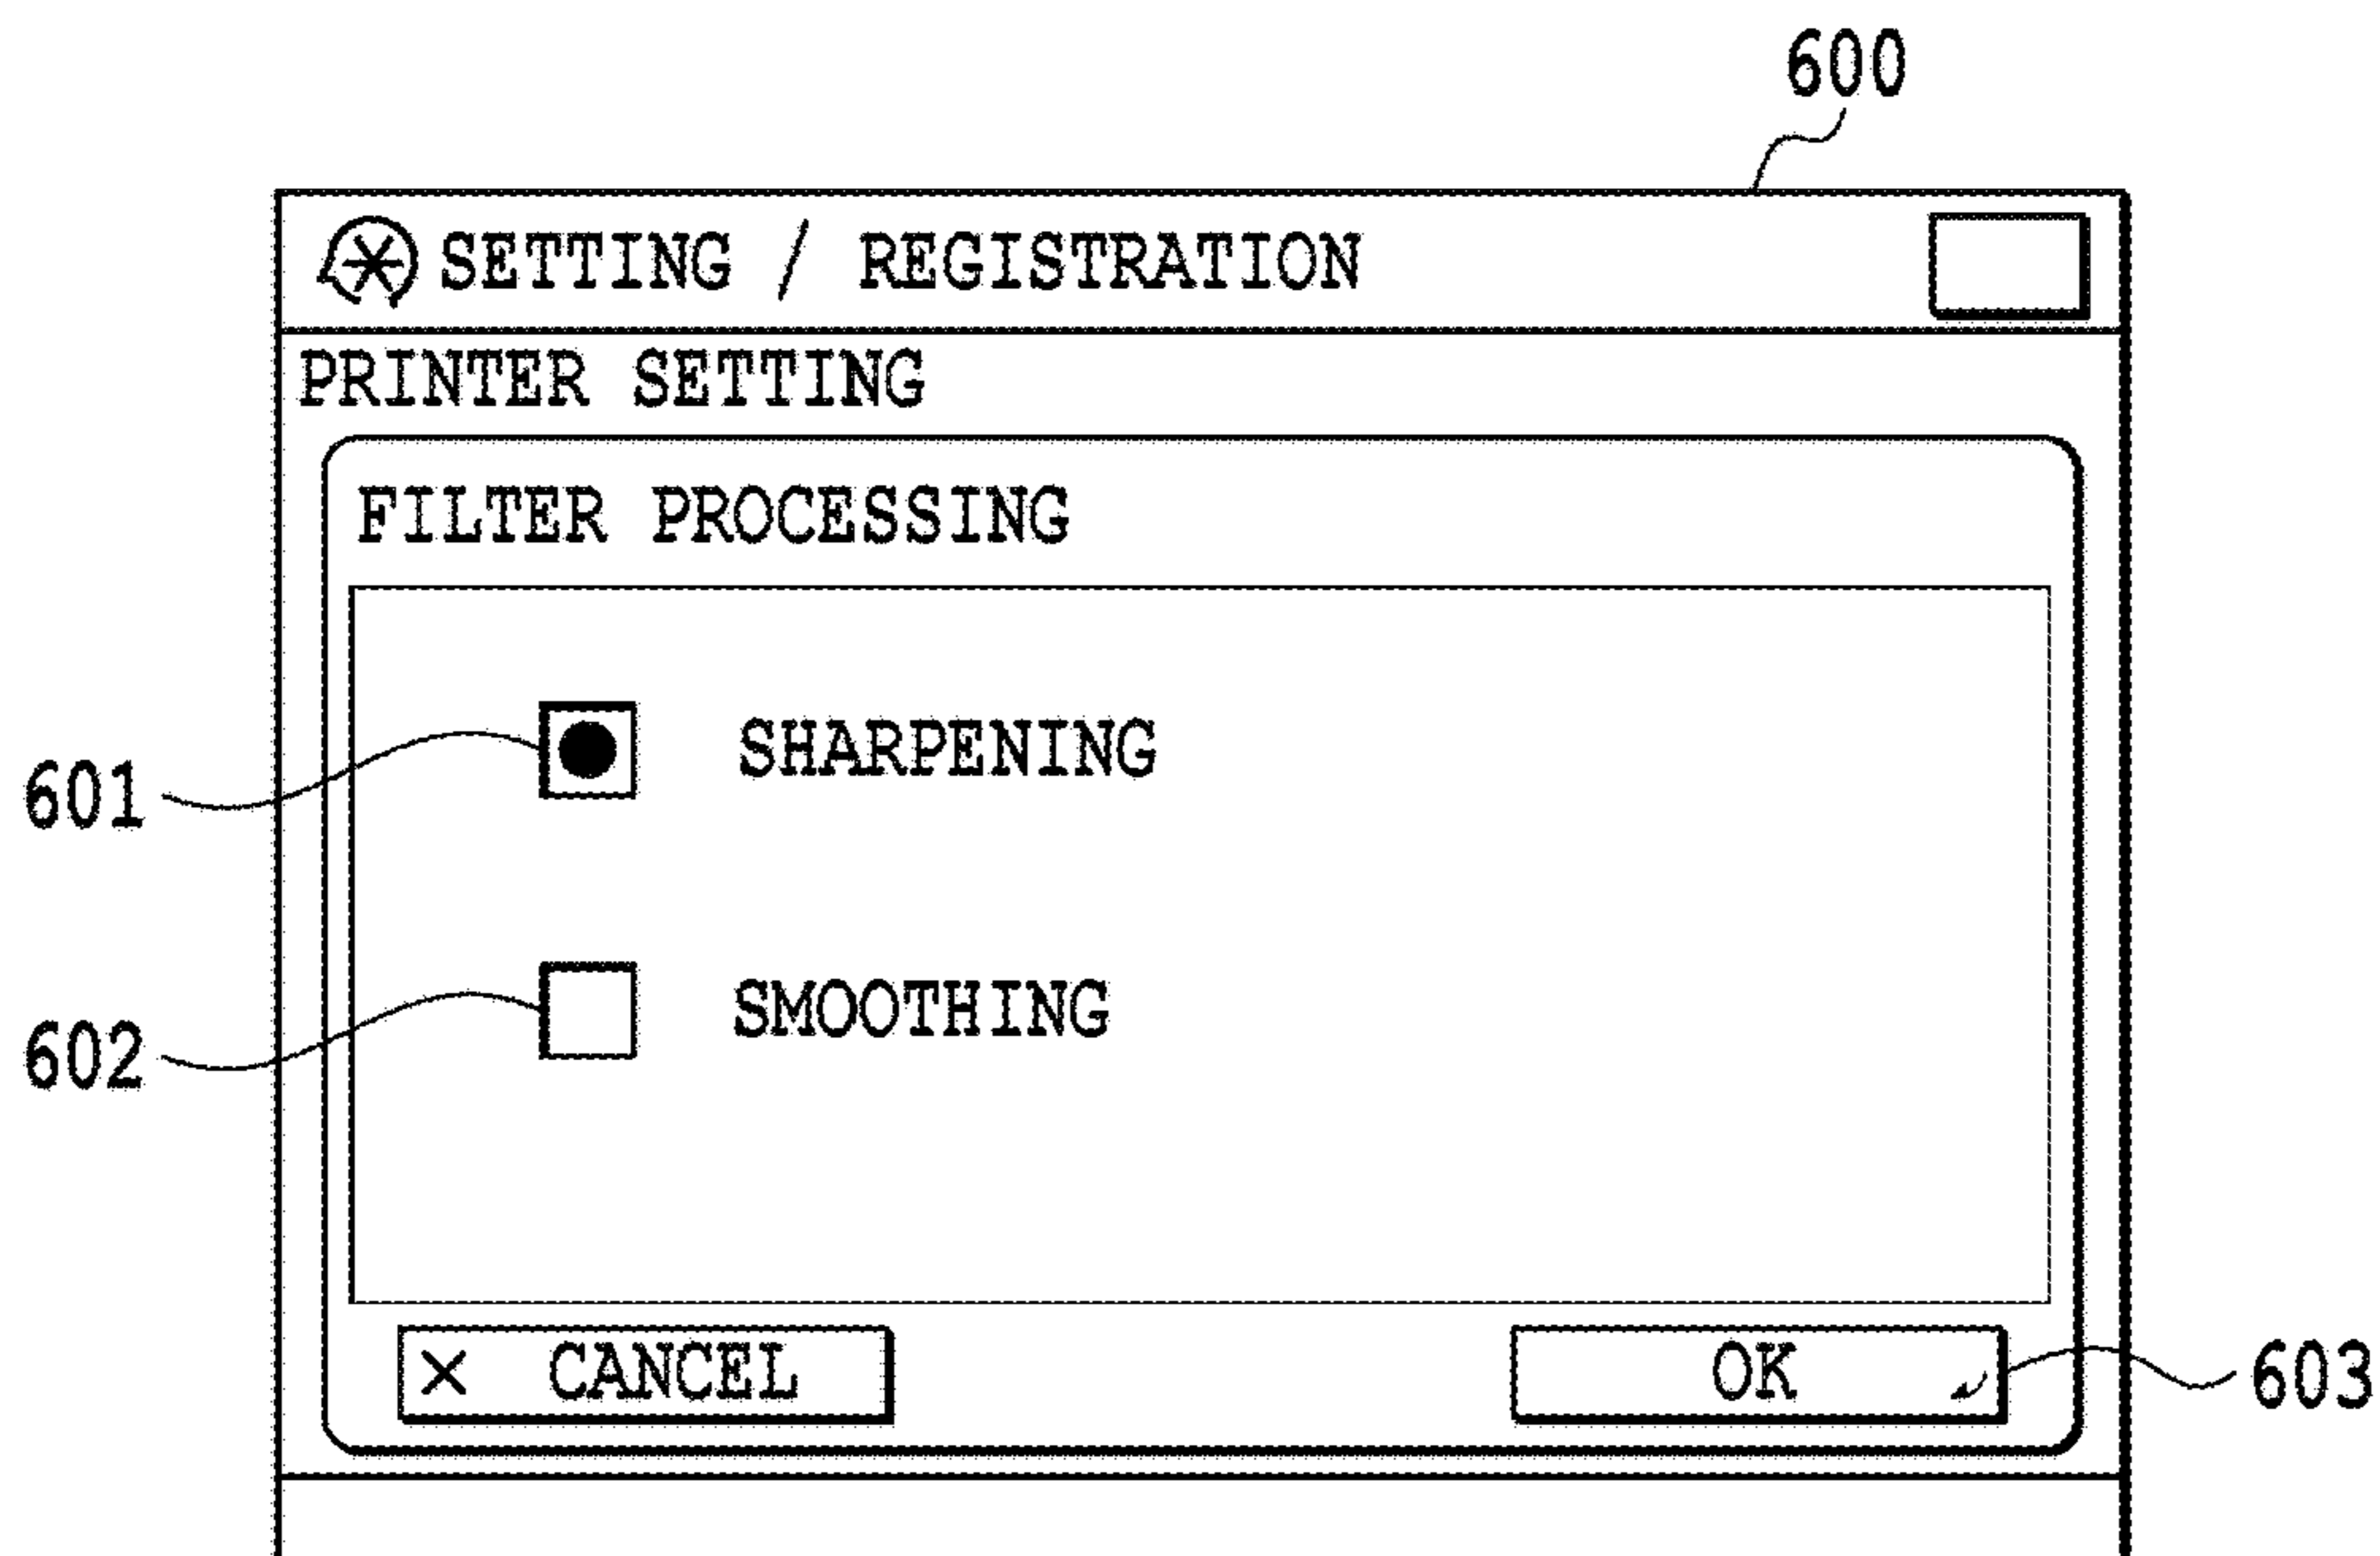 600
SETTING / REGISTRATION
PRINTER SETTING
FILTER PROCESSING
601 SHARPENING
602 SMOOTHING
× CANCEL OK 603